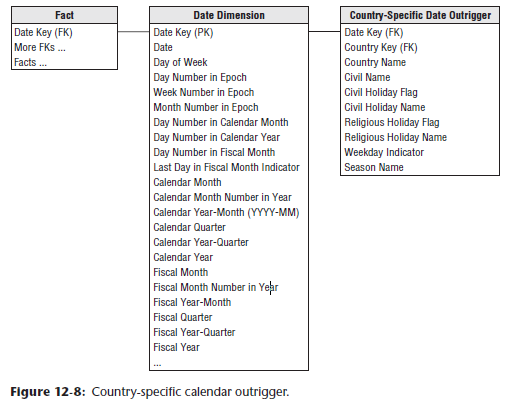 Fact
Date Key (FK)
More FKs ...
Facts ...
Date Dimension
Date Key (PK)
Date
Day of Week
Day Number in Epoch
Week Number in Epoch
Month Number in Epoch
Day Number in Calendar Month
Day Number in Calendar Year
Day Number in Fiscal Month
Last Day in Fiscal Month Indicator
Calendar Month
Calendar Month Number in Year
Calendar Year-Month (YYYY-MM)
Calendar Quarter
Calendar Year-Quarter
Calendar Year
Fiscal Month
Fiscal Month Number in Year
Fiscal Year-Month
Fiscal Quarter
Fiscal Year-Quarter
Fiscal Year
...
Country-Specific Date Outrigger
Date Key (FK)
Country Key (FK)
Country Name
Civil Name
Civil Holiday Flag
Civil Holiday Name
Religious Holiday Flag
Religious Holiday Name
Weekday Indicator
Season Name
Figure 12-8: Country-specific calendar outrigger.